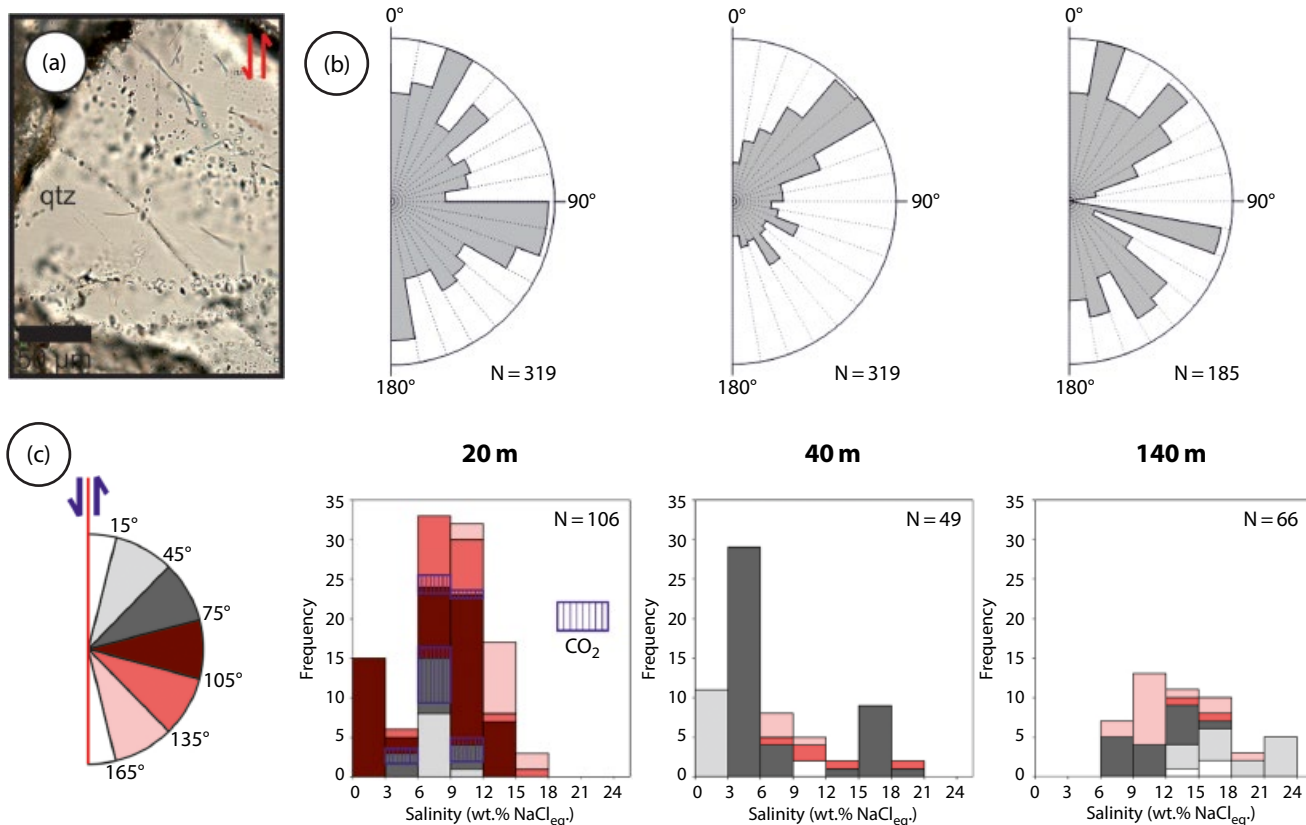 (a)
qtz
50 µm
(b)
0°
90°
180°
N = 319
90°
180°
N = 319
0°
90°
180°
N = 185
(c)
15°
45°
75°
105°
135°
165°
20 m
35
30
25
20
15
10
5
0
Frequency
N = 106
CO2
0 3 6 9 12 15 18 21 24
Salinity (wt.% NaCleq.)
40 m
35
30
25
20
15
10
5
0
Frequency
N = 49
0 3 6 9 12 15 18 21 24
Salinity (wt.% NaCleq.)
140 m
35
30
25
20
15
10
5
0
Frequency
N = 66
0 3 6 9 12 15 18 21 24
Salinity (wt.% NaCleq.)